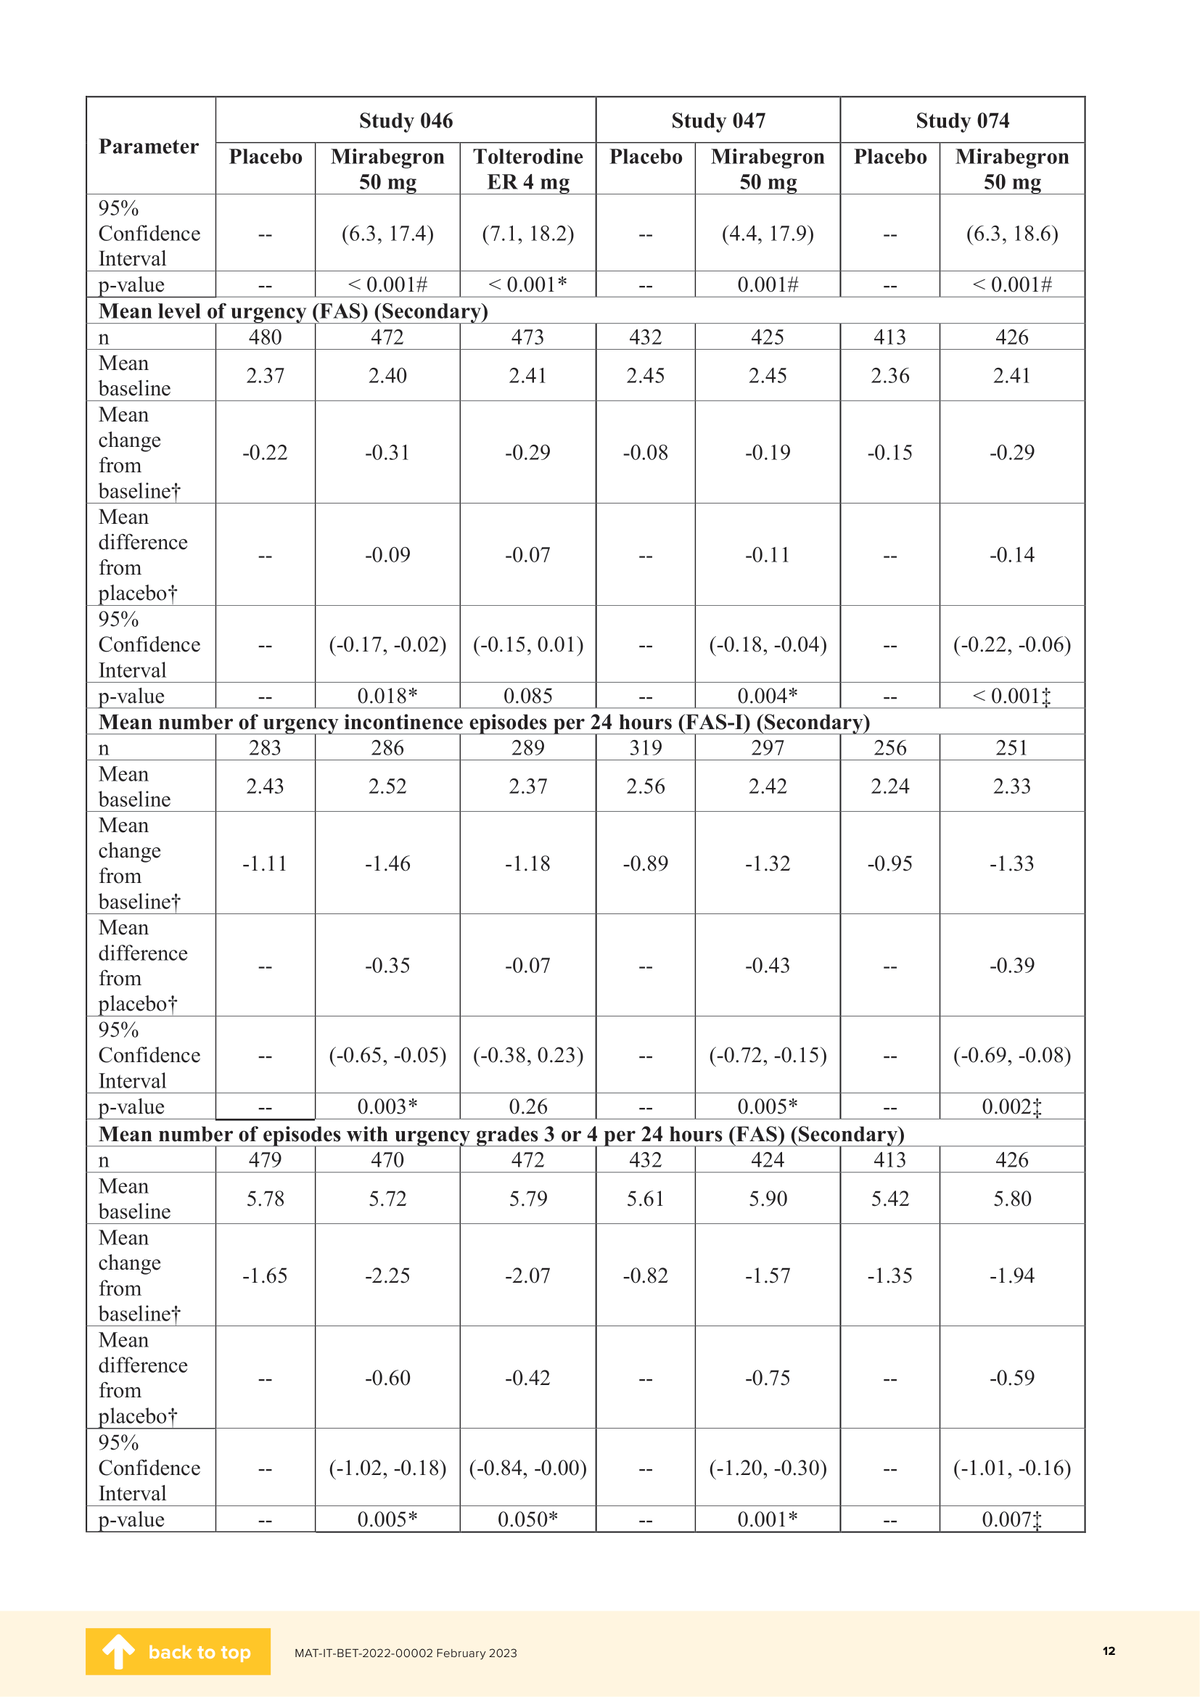 Parameter | Study 046 | Study 047 | Study 074
Placebo | Mirabegron 50 mg | Tolterodine ER 4 mg | Placebo | Mirabegron 50 mg | Placebo | Mirabegron 50 mg
95% Confidence Interval | -- | (6.3, 17.4) | (7.1, 18.2) | -- | (4.4, 17.9) | -- | (6.3, 18.6)
p-value | -- | < 0.001# | < 0.001* | -- | 0.001# | -- | < 0.001#
Mean level of urgency (FAS) (Secondary)
n | 480 | 472 | 473 | 432 | 425 | 413 | 426
Mean baseline | 2.37 | 2.40 | 2.41 | 2.45 | 2.45 | 2.36 | 2.41
Mean change from baseline† | -0.22 | -0.31 | -0.29 | -0.08 | -0.19 | -0.15 | -0.29
Mean difference from placebo† | -- | -0.09 | -0.07 | -- | -0.11 | -- | -0.14
95% Confidence Interval | -- | (-0.17, -0.02) | (-0.15, 0.01) | -- | (-0.18, -0.04) | -- | (-0.22, -0.06)
p-value | -- | 0.018* | 0.085 | -- | 0.004* | -- | < 0.001‡
Mean number of urgency incontinence episodes per 24 hours (FAS-I) (Secondary)
n | 283 | 286 | 289 | 319 | 297 | 256 | 251
Mean baseline | 2.43 | 2.52 | 2.37 | 2.56 | 2.42 | 2.24 | 2.33
Mean change from baseline† | -1.11 | -1.46 | -1.18 | -0.89 | -1.32 | -0.95 | -1.33
Mean difference from placebo† | -- | -0.35 | -0.07 | -- | -0.43 | -- | -0.39
95% Confidence Interval | -- | (-0.65, -0.05) | (-0.38, 0.23) | -- | (-0.72, -0.15) | -- | (-0.69, -0.08)
p-value | -- | 0.003* | 0.26 | -- | 0.005* | -- | 0.002‡
Mean number of episodes with urgency grades 3 or 4 per 24 hours (FAS) (Secondary)
n | 479 | 470 | 472 | 432 | 424 | 413 | 426
Mean baseline | 5.78 | 5.72 | 5.79 | 5.61 | 5.90 | 5.42 | 5.80
Mean change from baseline† | -1.65 | -2.25 | -2.07 | -0.82 | -1.57 | -1.35 | -1.94
Mean difference from placebo† | -- | -0.60 | -0.42 | -- | -0.75 | -- | -0.59
95% Confidence Interval | -- | (-1.02, -0.18) | (-0.84, -0.00) | -- | (-1.20, -0.30) | -- | (-1.01, -0.16)
p-value | -- | 0.005* | 0.050* | -- | 0.001* | -- | 0.007‡
back to top
MAT-IT-BET-2022-00002 February 2023
12